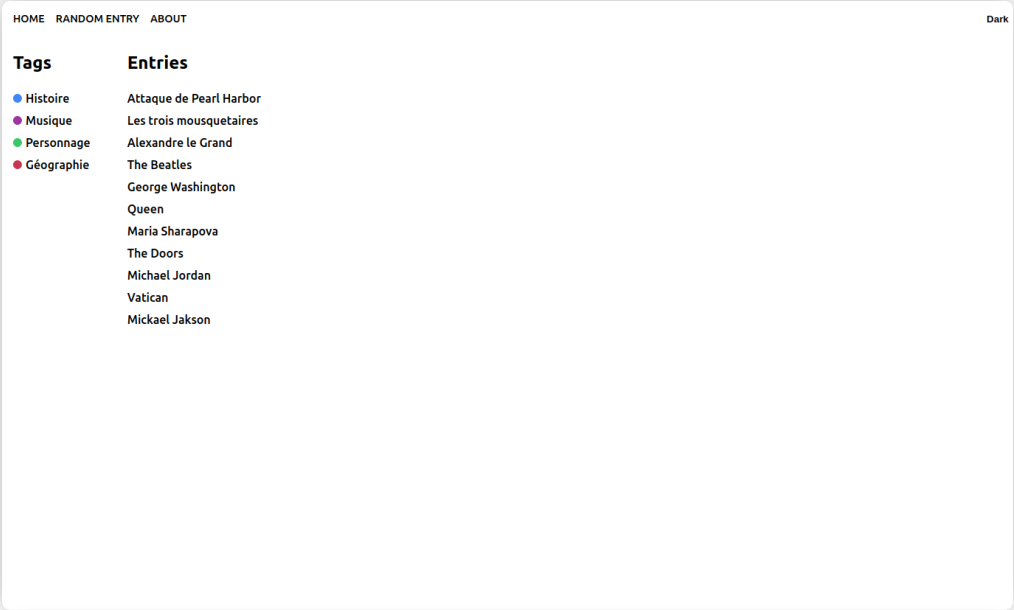 HOME RANDOM ENTRY ABOUT Dark
Tags
Histoire
Musique
Personnage
Géographie
Entries
Attaque de Pearl Harbor
Les trois mousquetaires
Alexandre le Grand
The Beatles
George Washington
Queen
Maria Sharapova
The Doors
Michael Jordan
Vatican
Mickael Jakson